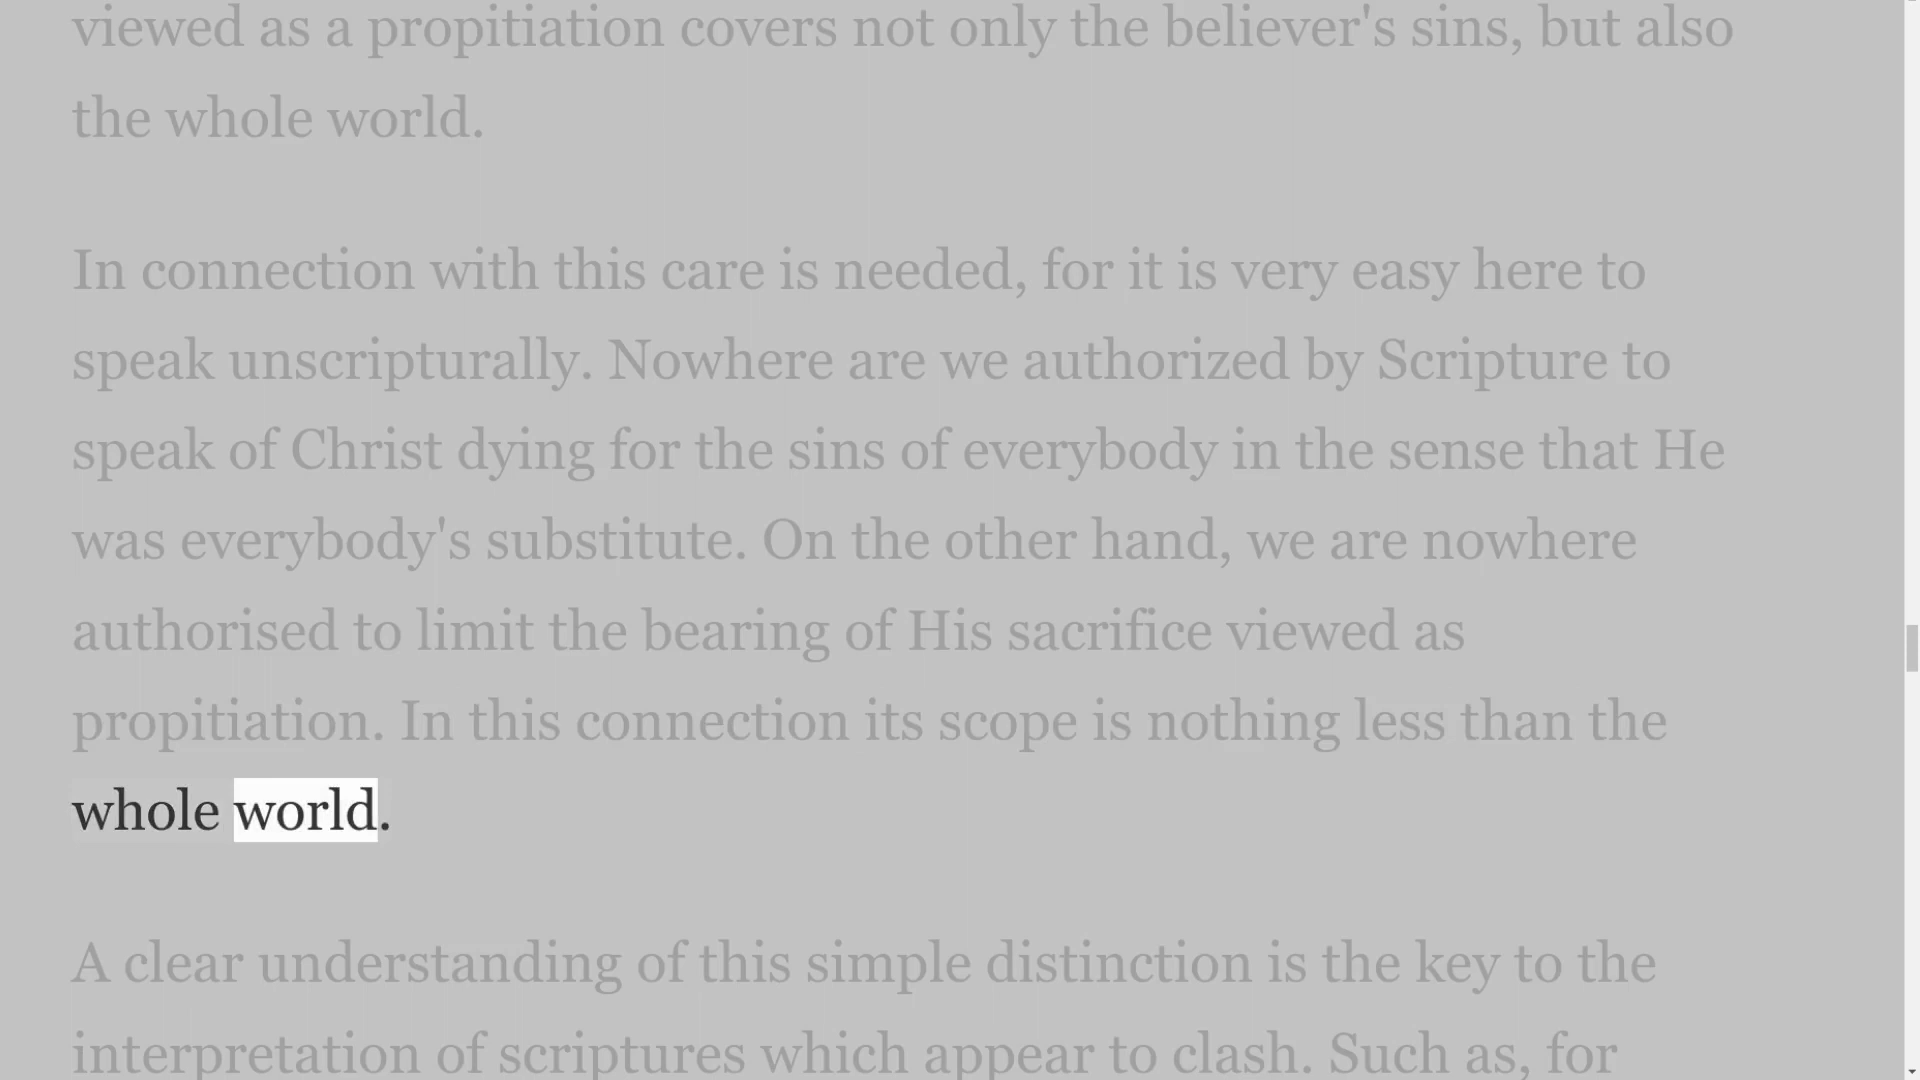 viewed as a propitiation covers not only the believer's sins, but also
the whole world.
In connection with this care is needed, for it is very easy here to
speak unscripturally. Nowhere are we authorized by Scripture to
speak of Christ dying for the sins of everybody in the sense that He
was everybody's substitute. On the other hand, we are nowhere
authorised to limit the bearing of His sacrifice viewed as
propitiation. In this connection its scope is nothing less than the
whole world.
A clear understanding of this simple distinction is the key to the
interpretation of scriptures which appear to clash. Such as, for